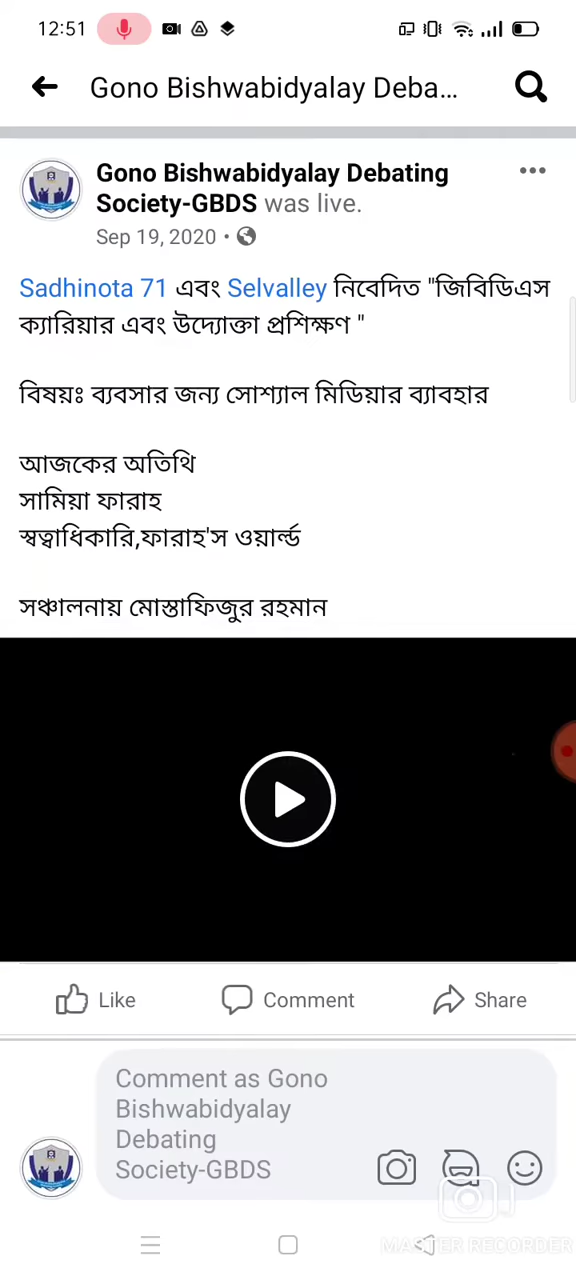 12:51
Gono Bishwabidyalay Deba...
Gono Bishwabidyalay Debating
Society-GBDS was live.
Sep 19, 2020 •
Sadhinota 71 এবং Selvalley নিবেদিত "জিবিডিএস
ক্যারিয়ার এবং উদ্যোক্তা প্রশিক্ষণ "
বিষয়ঃ ব্যবসার জন্য সোশ্যাল মিডিয়ার ব্যাবহার
আজকের অতিথি
সামিয়া ফারাহ
স্বত্বাধিকারি,ফারাহ'স ওয়ার্ল্ড
সঞ্চালনায় মোস্তাফিজুর রহমান
Like Comment Share
Comment as Gono
Bishwabidyalay
Debating
Society-GBDS
MASTER RECORDER